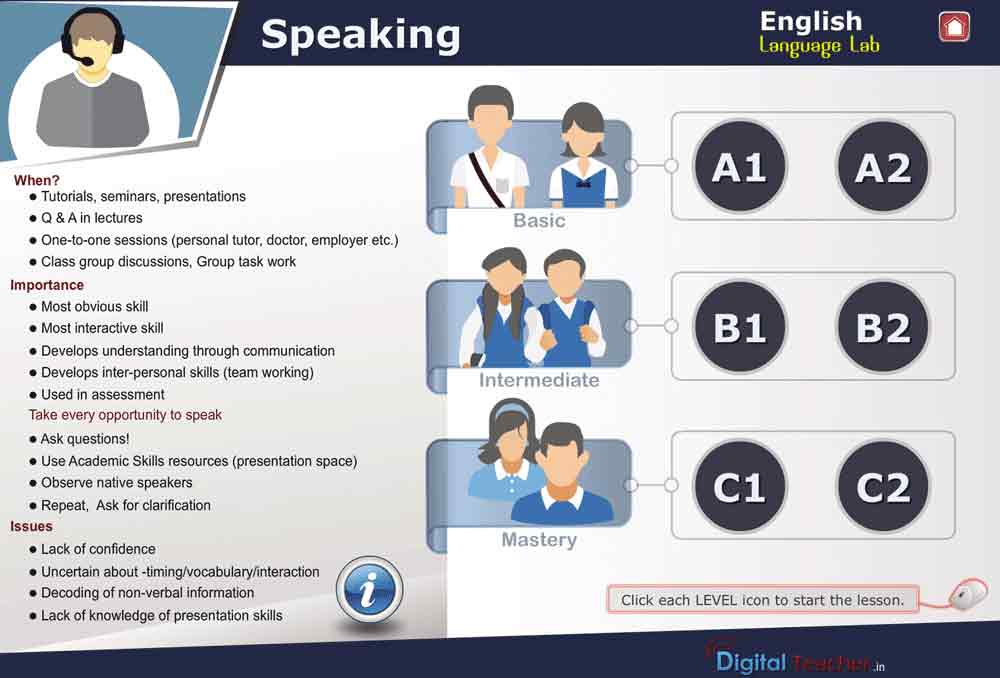 Speaking
English
Language Lab
When?
● Tutorials, seminars, presentations
● Q & A in lectures
● One-to-one sessions (personal tutor, doctor, employer etc.)
● Class group discussions, Group task work
Importance
● Most obvious skill
● Most interactive skill
● Develops understanding through communication
● Develops inter-personal skills (team working)
● Used in assessment
Take every opportunity to speak
● Ask questions!
● Use Academic Skills resources (presentation space)
● Observe native speakers
● Repeat, Ask for clarification
Issues
● Lack of confidence
● Uncertain about -timing/vocabulary/interaction
● Decoding of non-verbal information
● Lack of knowledge of presentation skills
i
Basic
A1 A2
Intermediate
B1 B2
Mastery
C1 C2
Click each LEVEL icon to start the lesson.
Digital Teacher.in